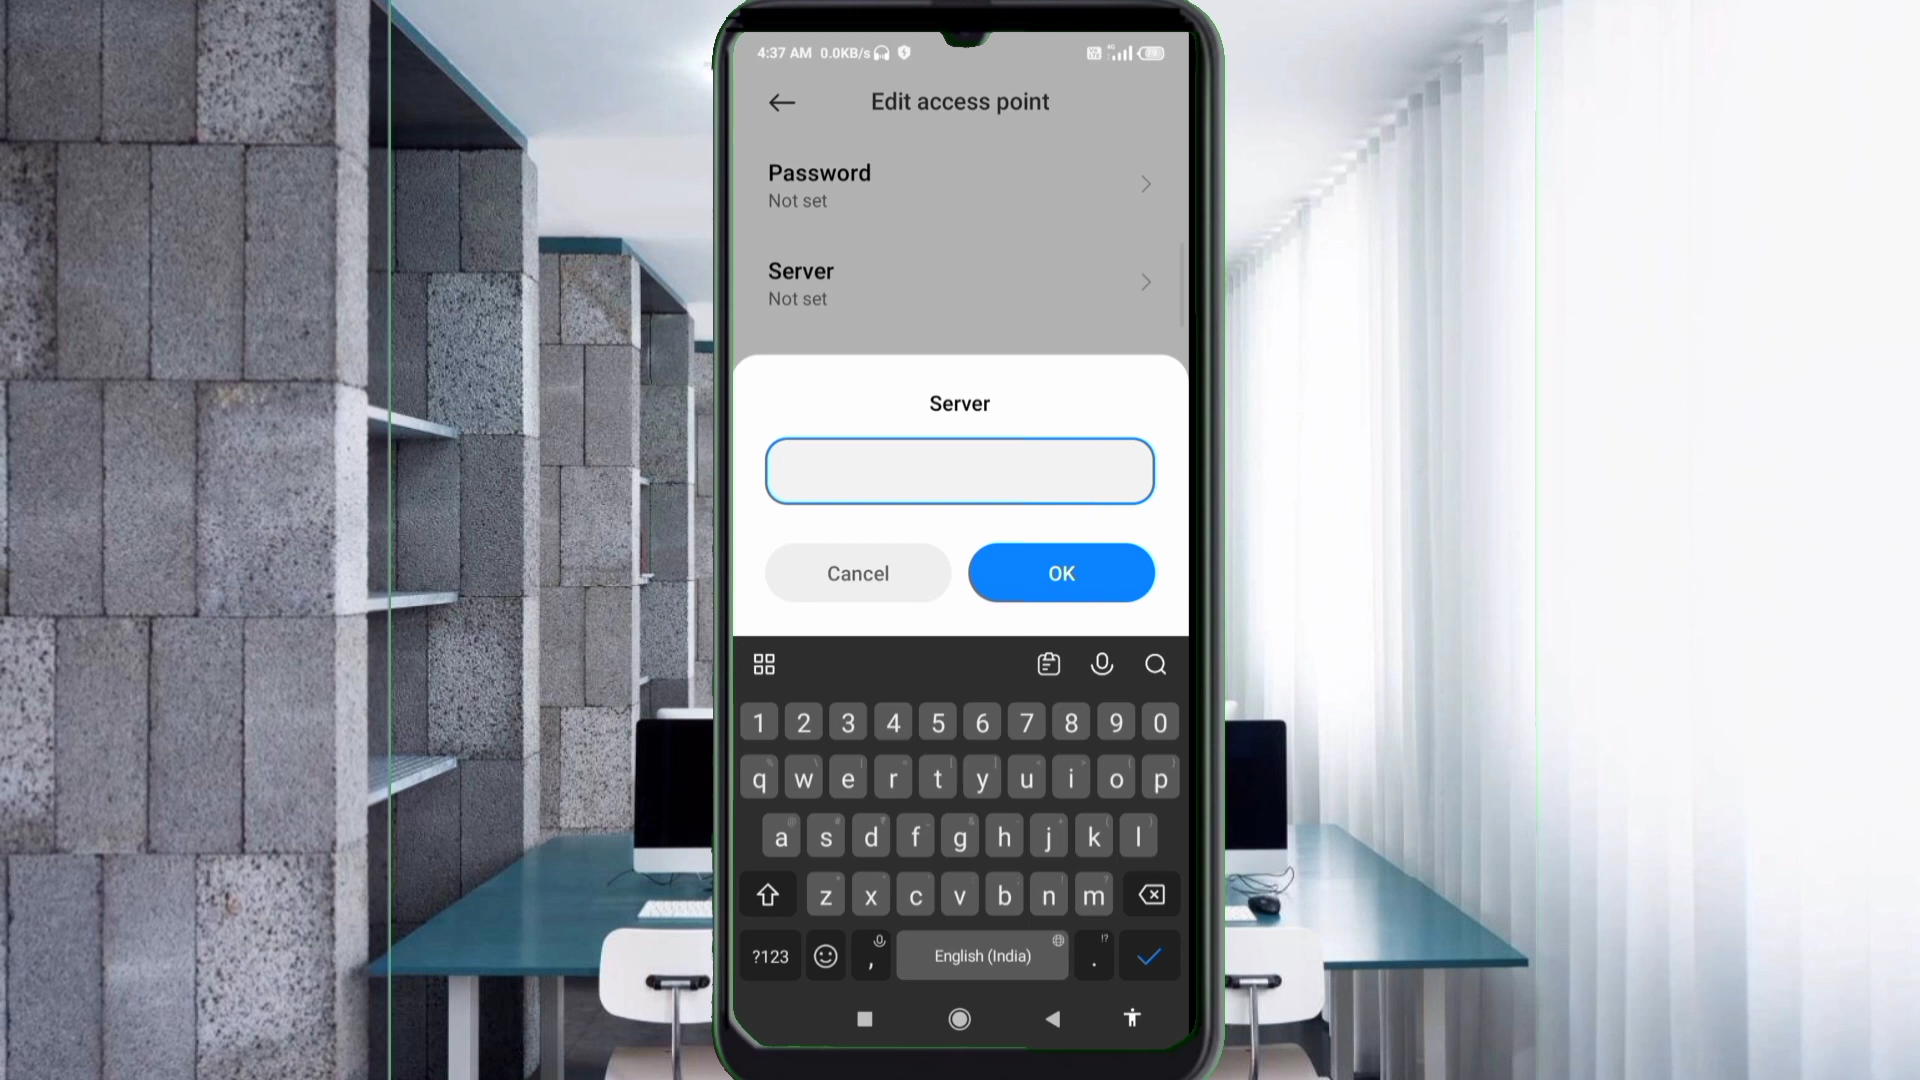 4:37 AM 0.0KB/s
4G
Edit access point
Password
Not set
Server
Not set
Server
Cancel
OK
1 2 3 4 5 6 7 8 9 0
q w e r t y u i o p
a s d f g h j k l
z x c v b n m
?123 , English (India) . !?